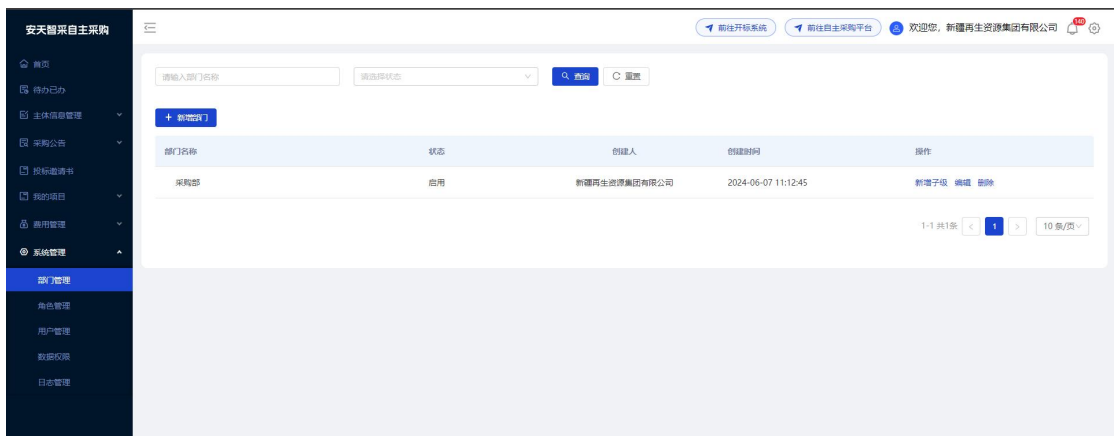 安天智采自主采购
前往开标系统 前往自主采购平台 欢迎您, 新疆再生资源集团有限公司 140
首页
待办已办
主体信息管理
采购公告
投标邀请书
我的项目
费用管理
系统管理
部门管理
角色管理
用户管理
数据权限
日志管理
请输入部门名称 请选择状态 查询 重置
+ 新增部门
部门名称 状态 创建人 创建时间 操作
采购部 启用 新疆再生资源集团有限公司 2024-06-07 11:12:45 新增子级 编辑 删除
1-1 共1条 < 1 > 10 条/页